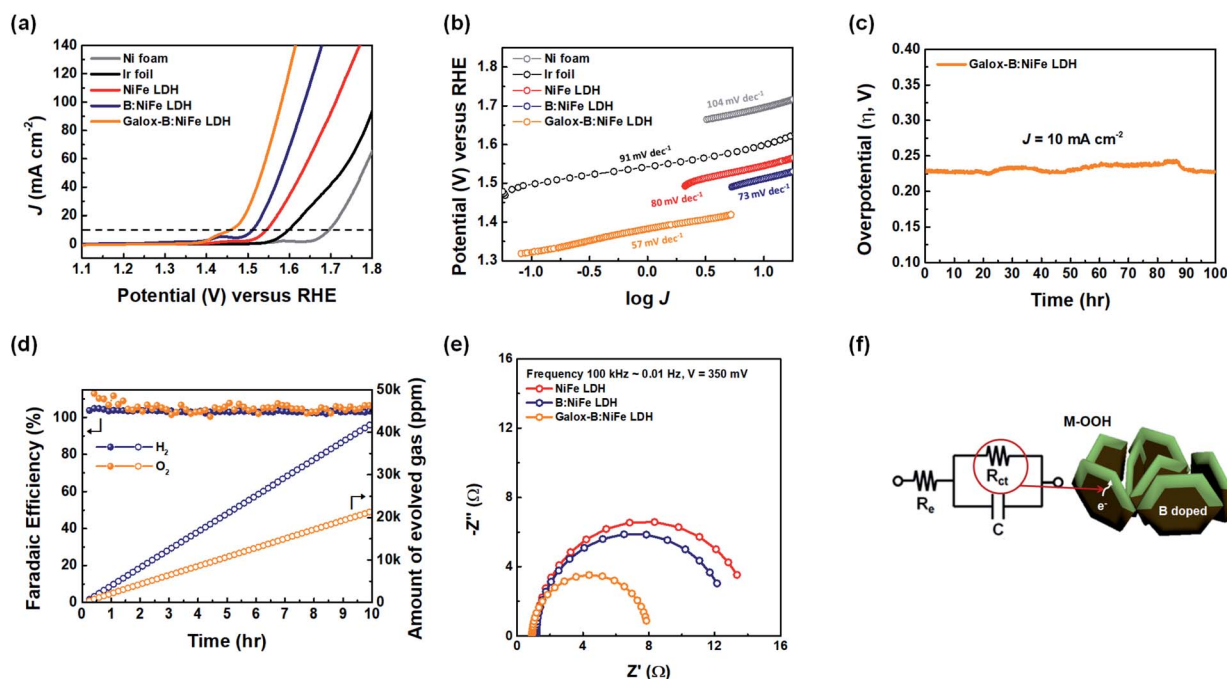 (a)
140
120
100
80
60
40
20
0
J (mA cm-2)
Ni foam
Ir foil
NiFe LDH
B:NiFe LDH
Galox-B:NiFe LDH
1.1 1.2 1.3 1.4 1.5 1.6 1.7 1.8
Potential (V) versus RHE
(b)
1.8
1.7
1.6
1.5
1.4
1.3
Potential (V) versus RHE
Ni foam
Ir foil
NiFe LDH
B:NiFe LDH
Galox-B:NiFe LDH
104 mV dec-1
91 mV dec-1
80 mV dec-1
73 mV dec-1
57 mV dec-1
-1.0 -0.5 0.0 0.5 1.0
log J
(c)
0.40
0.35
0.30
0.25
0.20
0.15
0.10
Overpotential (η, V)
Galox-B:NiFe LDH
J = 10 mA cm-2
0 10 20 30 40 50 60 70 80 90 100
Time (hr)
(d)
100
80
60
40
20
0
Faradaic Efficiency (%)
H2
O2
50k
40k
30k
20k
10k
0
Amount of evolved gas (ppm)
0 1 2 3 4 5 6 7 8 9 10
Time (hr)
(e)
16
12
8
4
0
-Z'' (Ω)
Frequency 100 kHz ~ 0.01 Hz, V = 350 mV
NiFe LDH
B:NiFe LDH
Galox-B:NiFe LDH
0 4 8 12 16
Z' (Ω)
(f)
M-OOH
Rct
Re
C
e-
B doped